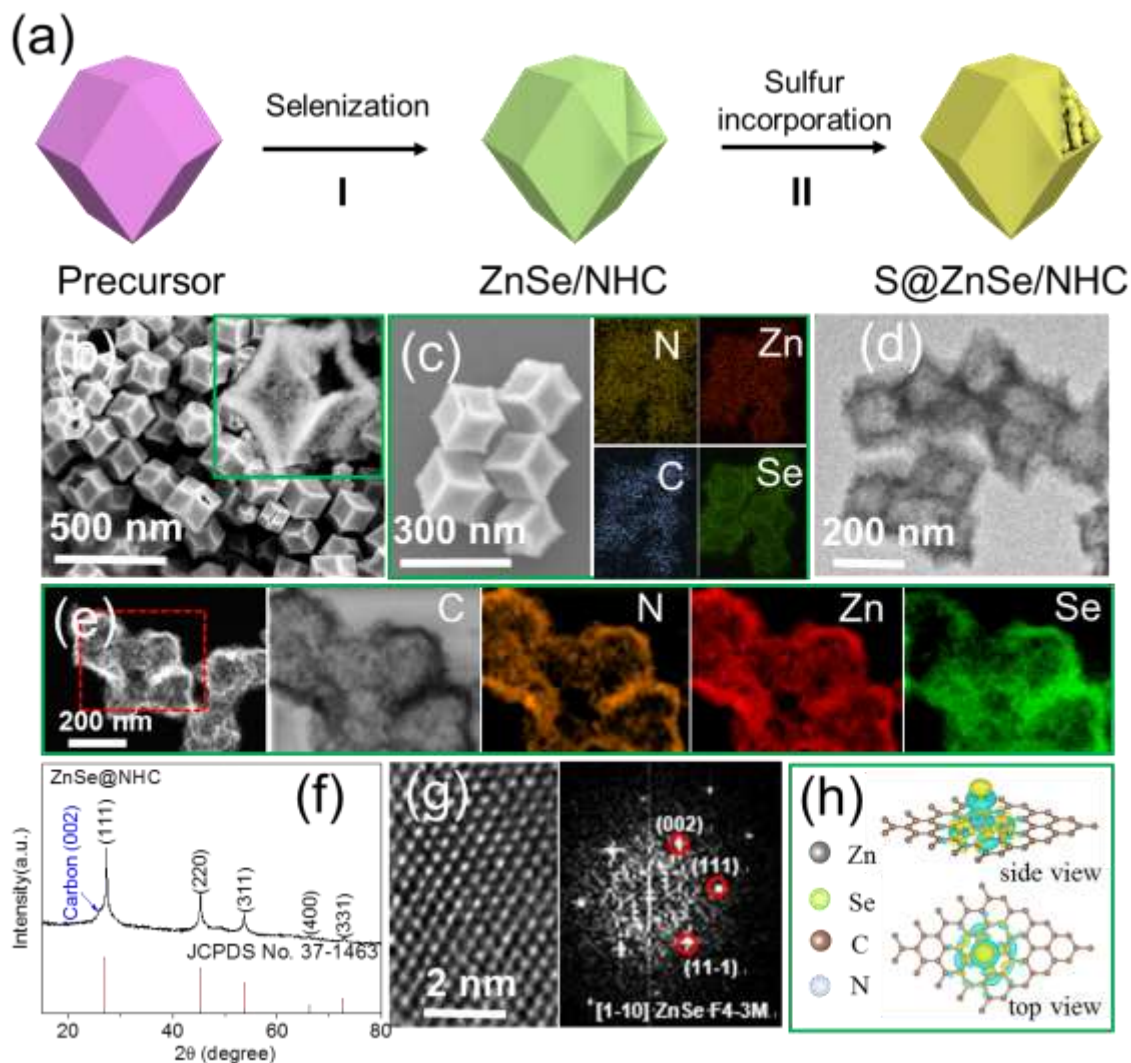 (a)
Selenization
I
Sulfur
incorporation
II
Precursor
ZnSe/NHC
S@ZnSe/NHC
(b)
500 nm
(c)
300 nm
N
Zn
C
Se
(d)
200 nm
(e)
200 nm
C
N
Zn
Se
ZnSe@NHC
(f)
Carbon (002)
(111)
(220)
(311)
(400)
(331)
JCPDS No. 37-1463
Intensity(a.u.)
20
40
60
80
2θ (degree)
(g)
2 nm
(002)
(111)
(11-1)
[1-10] ZnSe F4-3M
(h)
Zn
Se
C
N
side view
top view